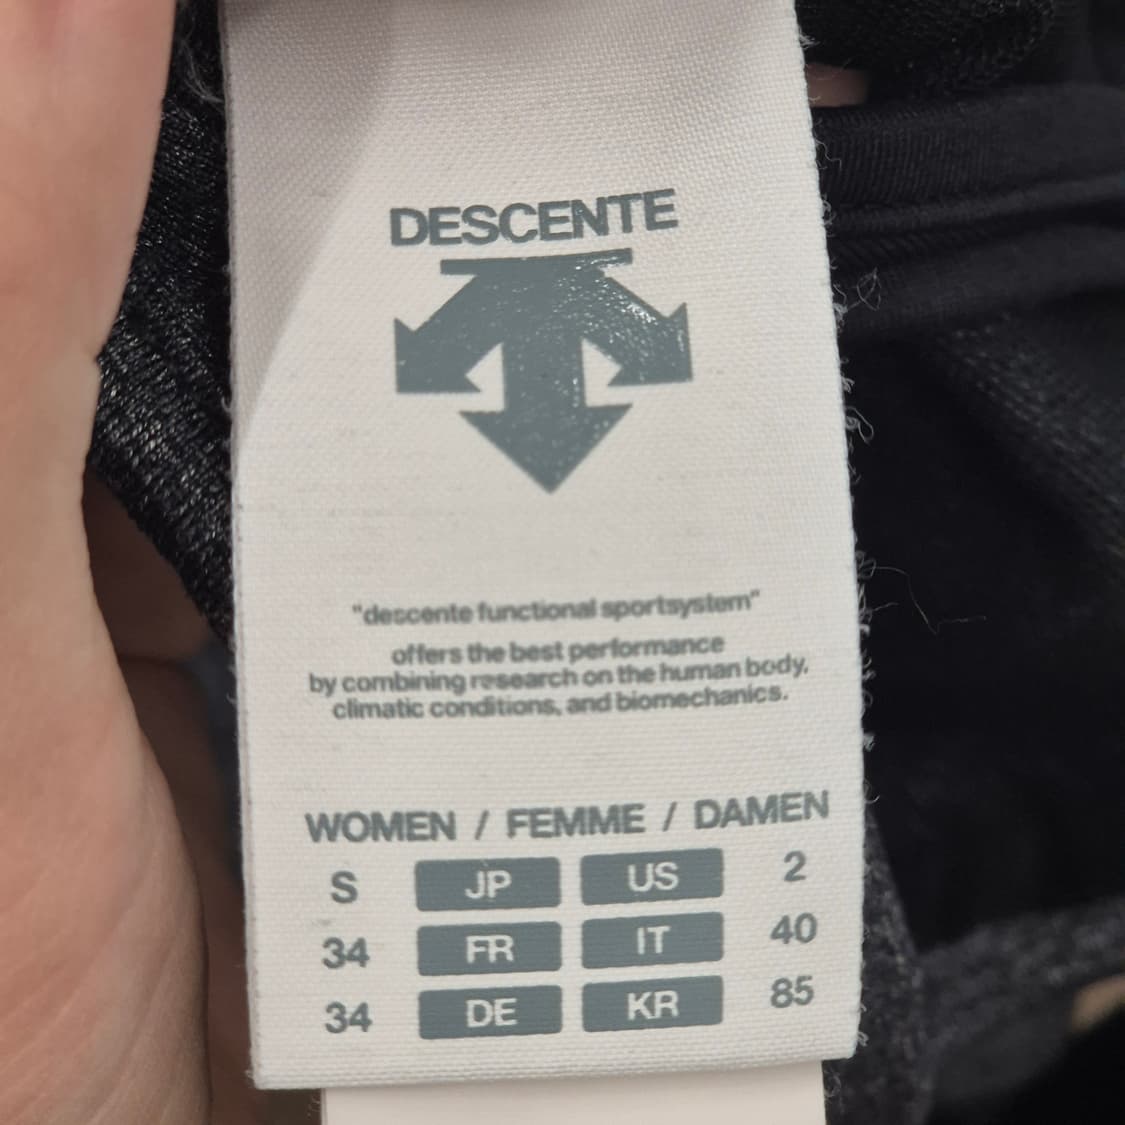 DESCENTE
"descente functional sportsystem"
offers the best performance
by combining research on the human body,
climatic conditions, and biomechanics.
WOMEN / FEMME / DAMEN
S JP US 2
34 FR IT 40
34 DE KR 85